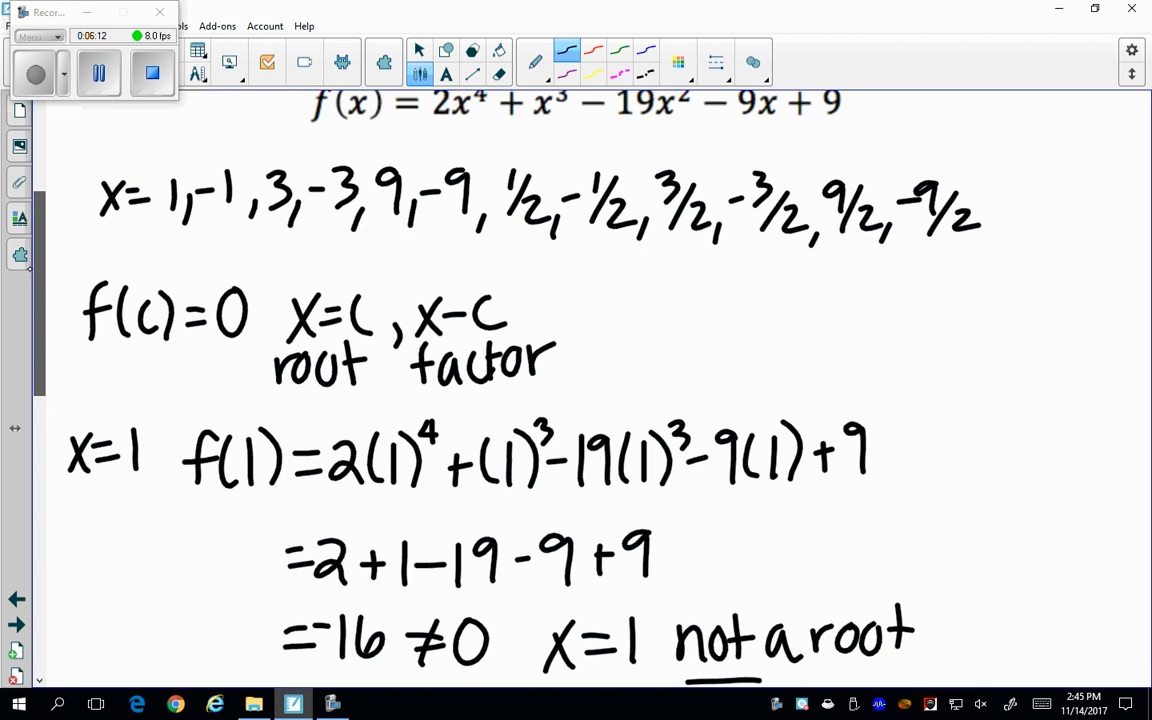 Recor...
Menu
0:06:12
8.0 fps
ols Add-ons Account Help
f(x) = 2x⁴ + x³ − 19x² − 9x + 9
x= 1,-1,3,-3,9,-9, 1/2,-1/2, 3/2,-3/2, 9/2,-9/2
f(c)=0 x=c , x-c
root factor
x=1 f(1)=2(1)⁴+(1)³-19(1)³-9(1)+9
=2+1-19-9+9
=-16≠0 x=1 not a root
2:45 PM
11/14/2017